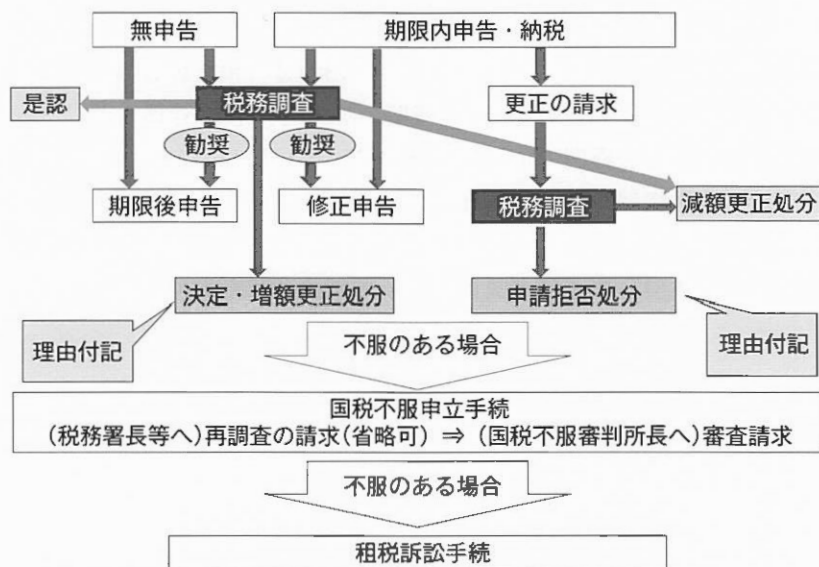 無申告
期限内申告・納税
是認
税務調査
更正の請求
勧奨
勧奨
期限後申告
修正申告
税務調査
減額更正処分
決定・増額更正処分
申請拒否処分
理由付記
不服のある場合
理由付記
国税不服申立手続
(税務署長等へ)再調査の請求(省略可) ⇒ (国税不服審判所長へ)審査請求
不服のある場合
租税訴訟手続